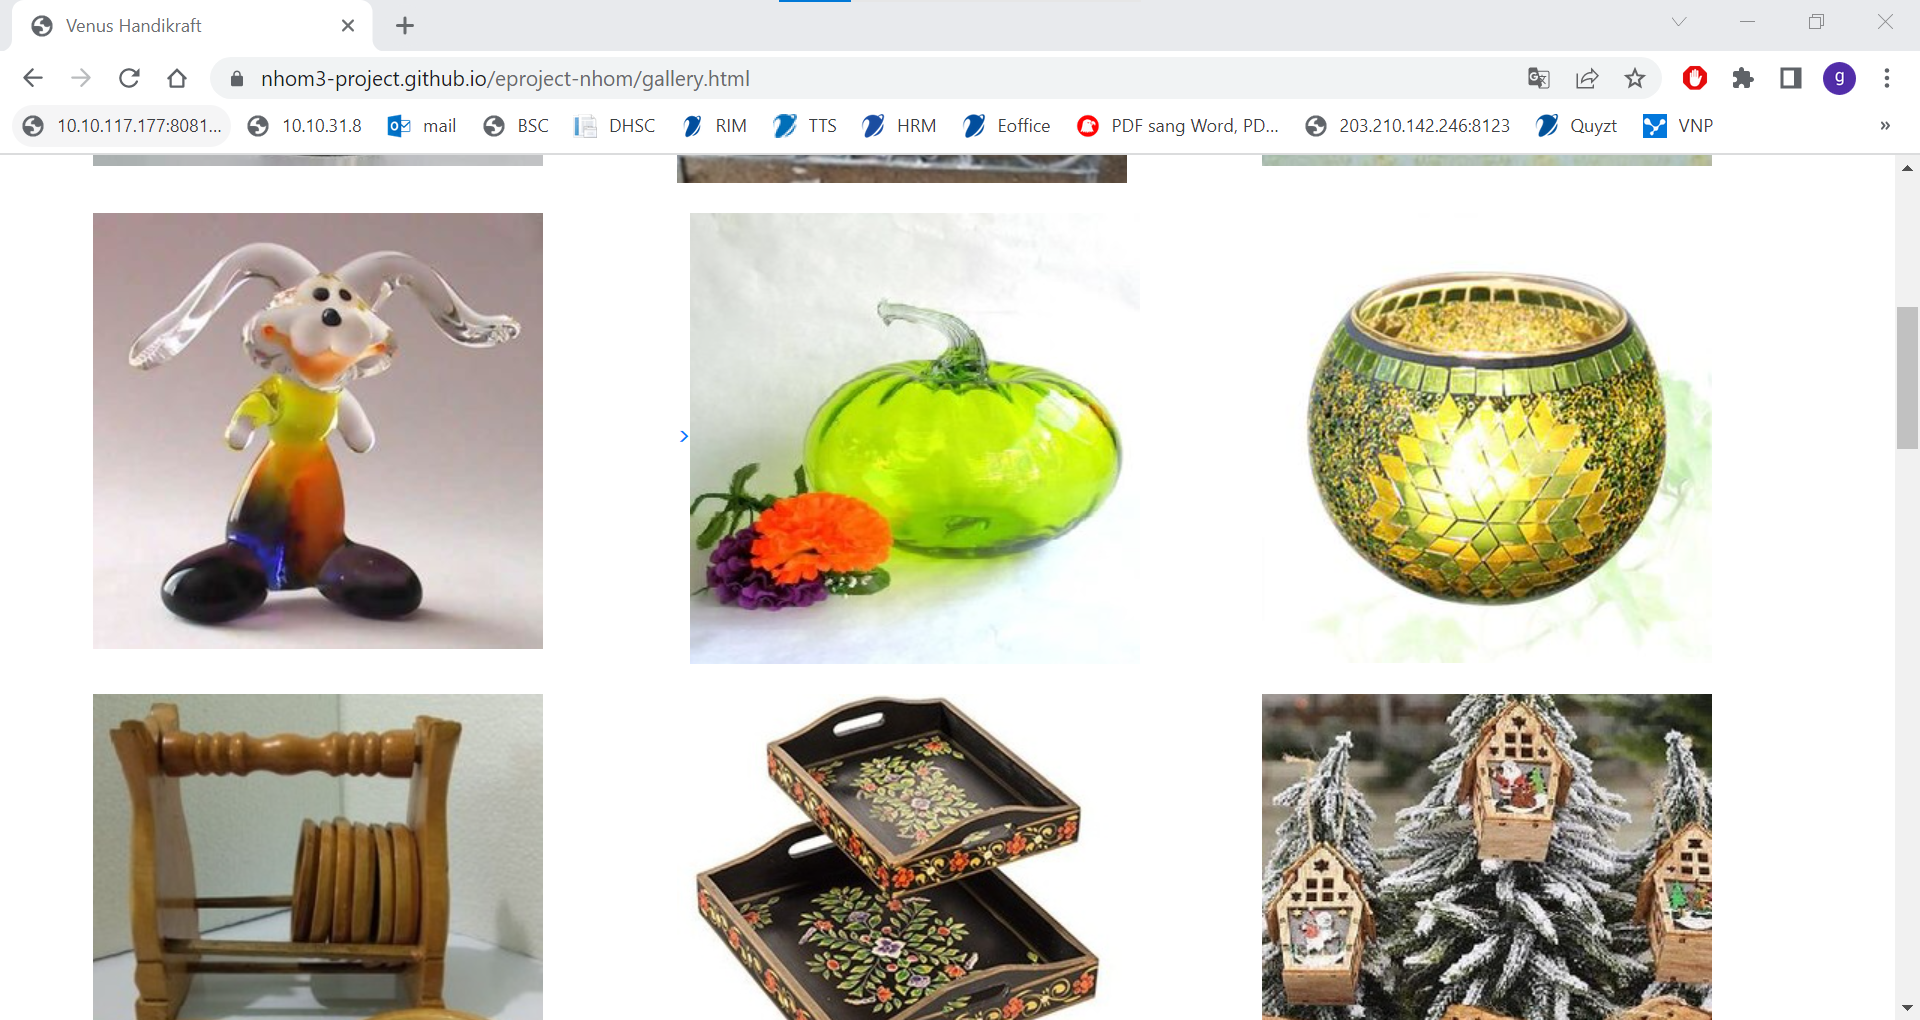 Venus Handikraft
nhom3-project.github.io/eproject-nhom/gallery.html
g
10.10.117.177:8081... 10.10.31.8 mail BSC DHSC RIM TTS HRM Eoffice PDF sang Word, PD... 203.210.142.246:8123 Quyzt VNP »